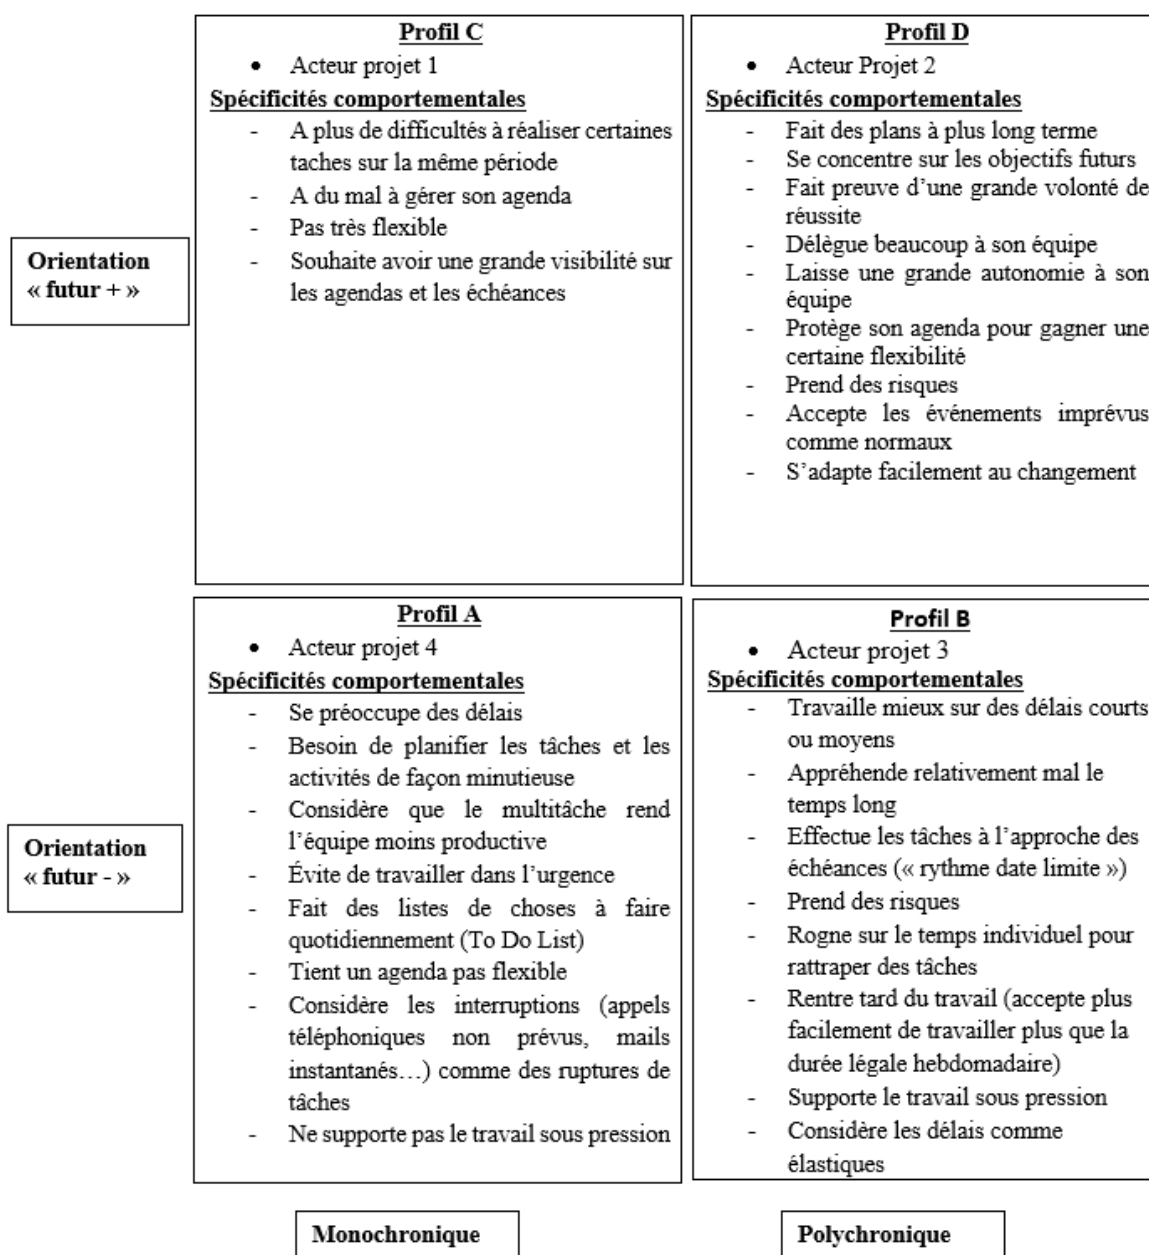 Profil C
• Acteur projet 1
Spécificités comportementales
- A plus de difficultés à réaliser certaines
taches sur la même période
- A du mal à gérer son agenda
- Pas très flexible
- Souhaite avoir une grande visibilité sur
les agendas et les échéances
Profil D
• Acteur Projet 2
Spécificités comportementales
- Fait des plans à plus long terme
- Se concentre sur les objectifs futurs
- Fait preuve d’une grande volonté de
réussite
- Délègue beaucoup à son équipe
- Laisse une grande autonomie à son
équipe
- Protège son agenda pour gagner une
certaine flexibilité
- Prend des risques
- Accepte les événements imprévus
comme normaux
- S’adapte facilement au changement
Orientation
« futur + »
Profil A
• Acteur projet 4
Spécificités comportementales
- Se préoccupe des délais
- Besoin de planifier les tâches et les
activités de façon minutieuse
- Considère que le multitâche rend
l’équipe moins productive
- Évite de travailler dans l’urgence
- Fait des listes de choses à faire
quotidiennement (To Do List)
- Tient un agenda pas flexible
- Considère les interruptions (appels
téléphoniques non prévus, mails
instantanés…) comme des ruptures de
tâches
- Ne supporte pas le travail sous pression
Profil B
• Acteur projet 3
Spécificités comportementales
- Travaille mieux sur des délais courts
ou moyens
- Appréhende relativement mal le
temps long
- Effectue les tâches à l’approche des
échéances (« rythme date limite »)
- Prend des risques
- Rogne sur le temps individuel pour
rattraper des tâches
- Rentre tard du travail (accepte plus
facilement de travailler plus que la
durée légale hebdomadaire)
- Supporte le travail sous pression
- Considère les délais comme
élastiques
Orientation
« futur - »
Monochronique
Polychronique